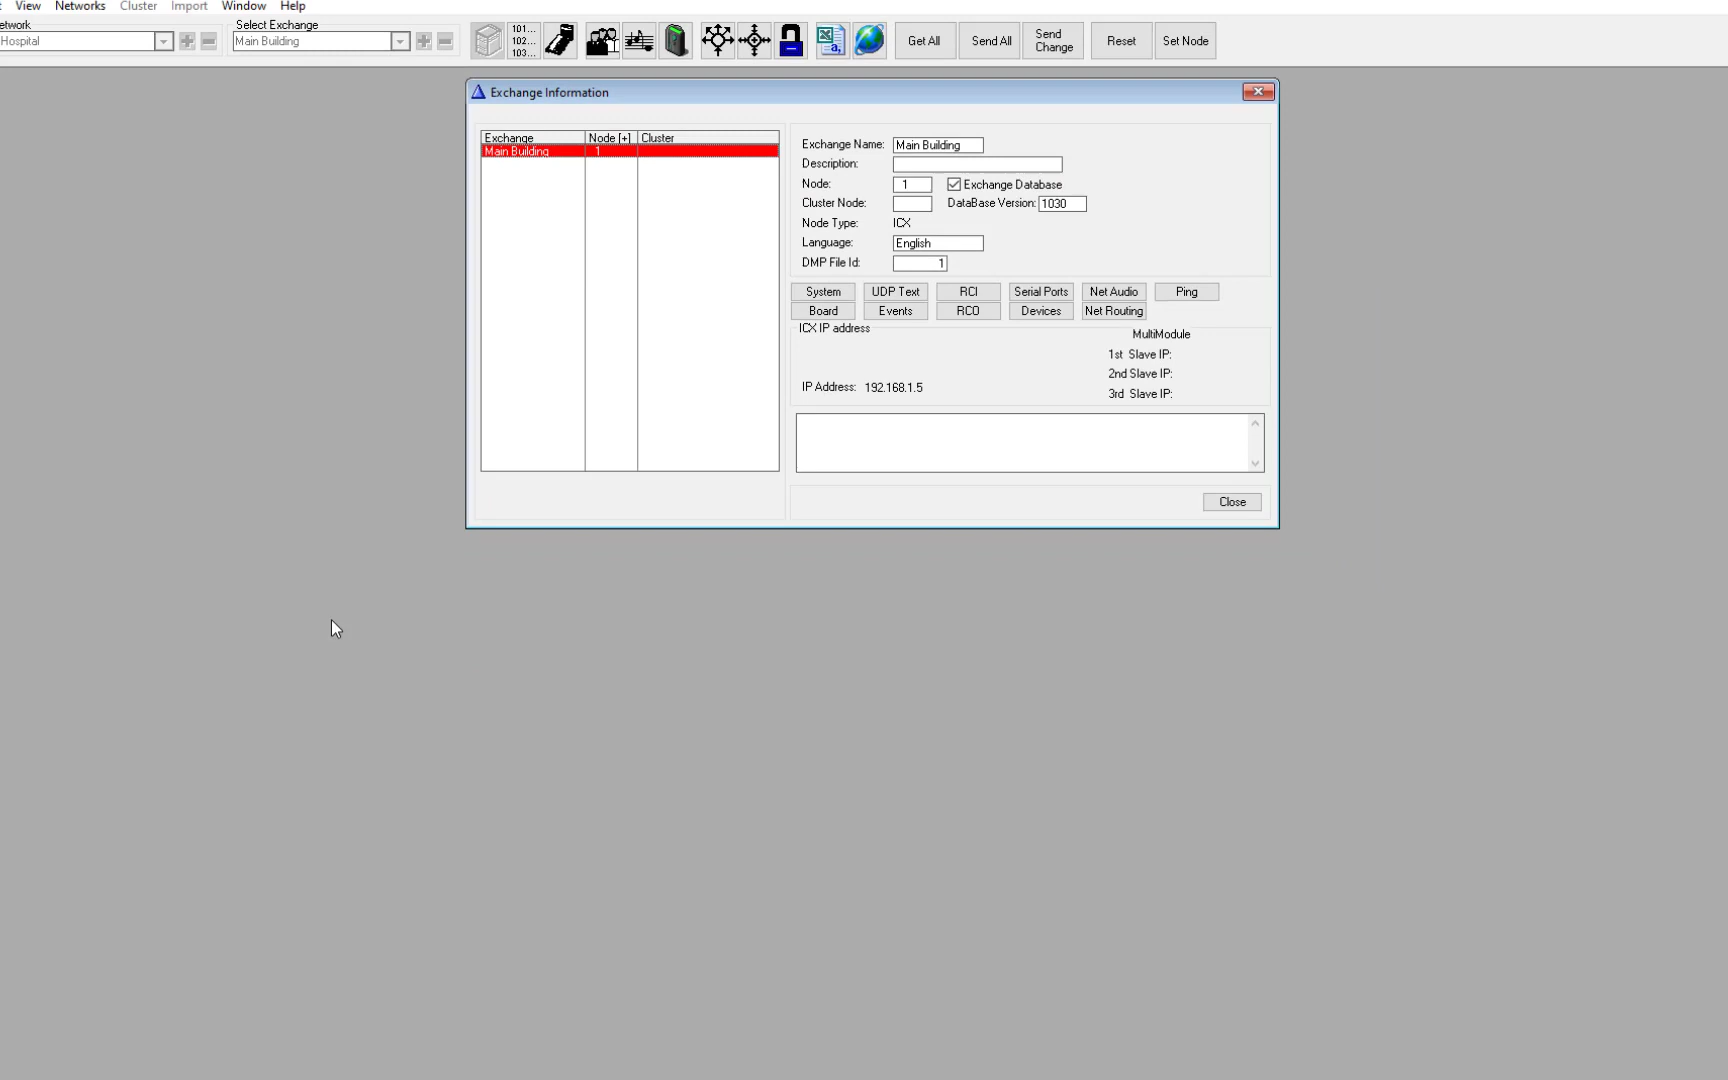 View Networks Cluster Import Window Help
etwork
Select Exchange
Hospital
Main Building
101...
102...
103...
a,
Get All
Send All
Send
Change
Reset
Set Node
Exchange Information
Exchange Node [+] Cluster
Main Building 1
Exchange Name: Main Building
Description:
Node: 1 Exchange Database
Cluster Node: DataBase Version: 1030
Node Type: ICX
Language: English
DMP File Id: 1
System UDP Text RCI Serial Ports Net Audio Ping
Board Events RCO Devices Net Routing
ICX IP address
MultiModule
1st Slave IP:
2nd Slave IP:
IP Address: 192.168.1.5
3rd Slave IP:
Close